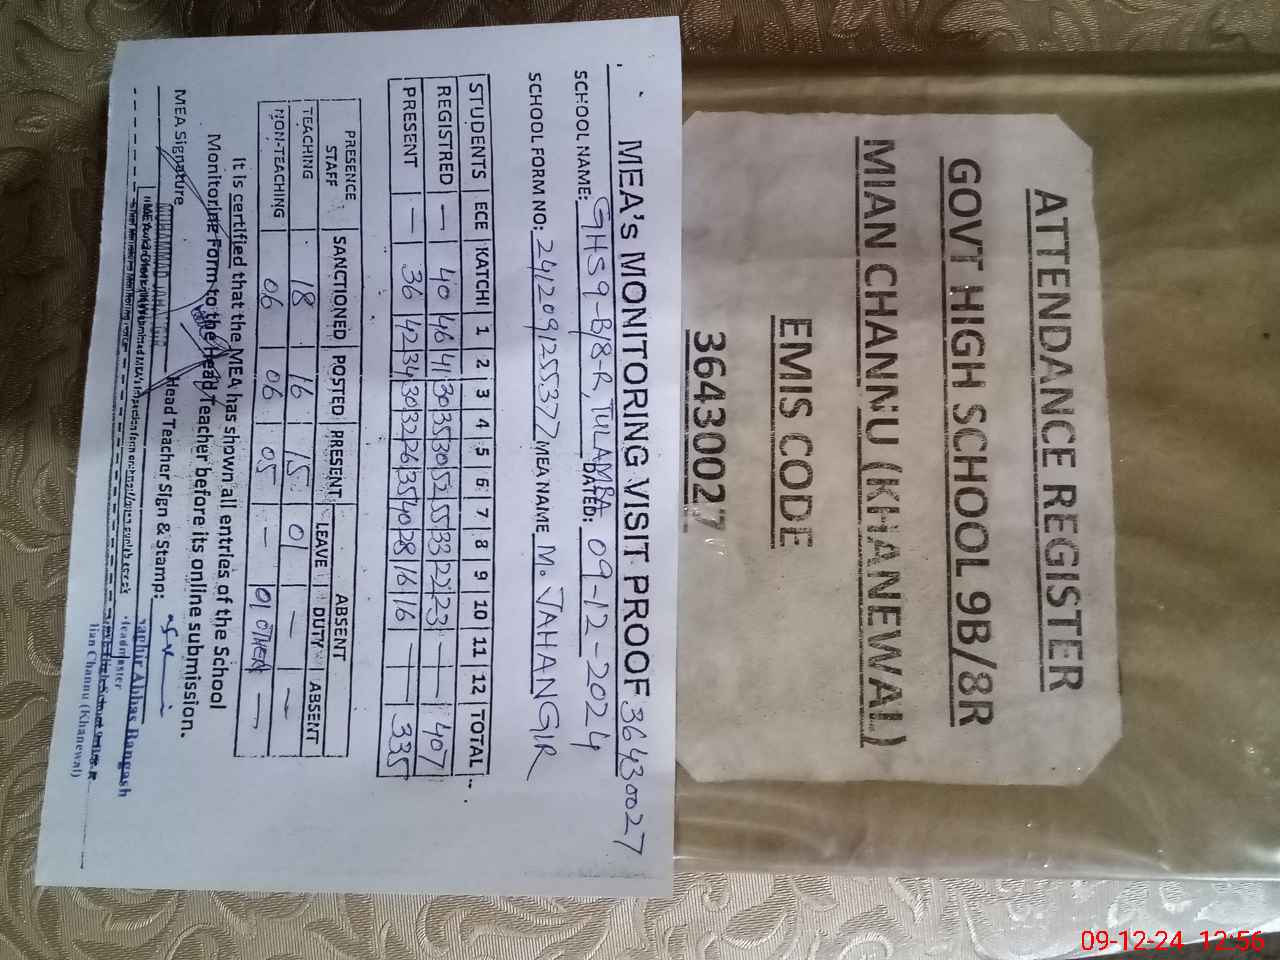 ATTENDANCE REGISTER
GOVT HIGH SCHOOL 9B/8R
MIAN CHANNU (KHANEWAL)
EMIS CODE
36430027
MEA'S MONITORING VISIT PROOF 36430027
SCHOOL NAME: GHS 9-B/8-R, TULAMBA DATED: 09-12-2024
SCHOOL FORM NO: 2412091255377 MEA NAME M. JAHANGIR
STUDENTS ECE KATCHI 1 2 3 4 5 6 7 8 9 10 11 12 TOTAL
REGISTRED — 40 46 41 30 35 30 52 55 33 22 23 — — 407
PRESENT — 36 42 34 30 32 26 35 40 28 16 16 — — 335
PRESENCE STAFF SANCTIONED POSTED PRESENT ABSENT
LEAVE DUTY ABSENT
TEACHING 18 16 15 01 — —
NON-TEACHING 06 06 05 — 01 OTHER —
It is certified that the MEA has shown all entries of the School
Monitoring Form to the Head Teacher before its online submission.
MEA Signature Head Teacher Sign & Stamp:
MUHAMMAD
Saghir Abbas Bangash
Headmaster
Mian Channu (Khanewal)
09-12-24 12:56